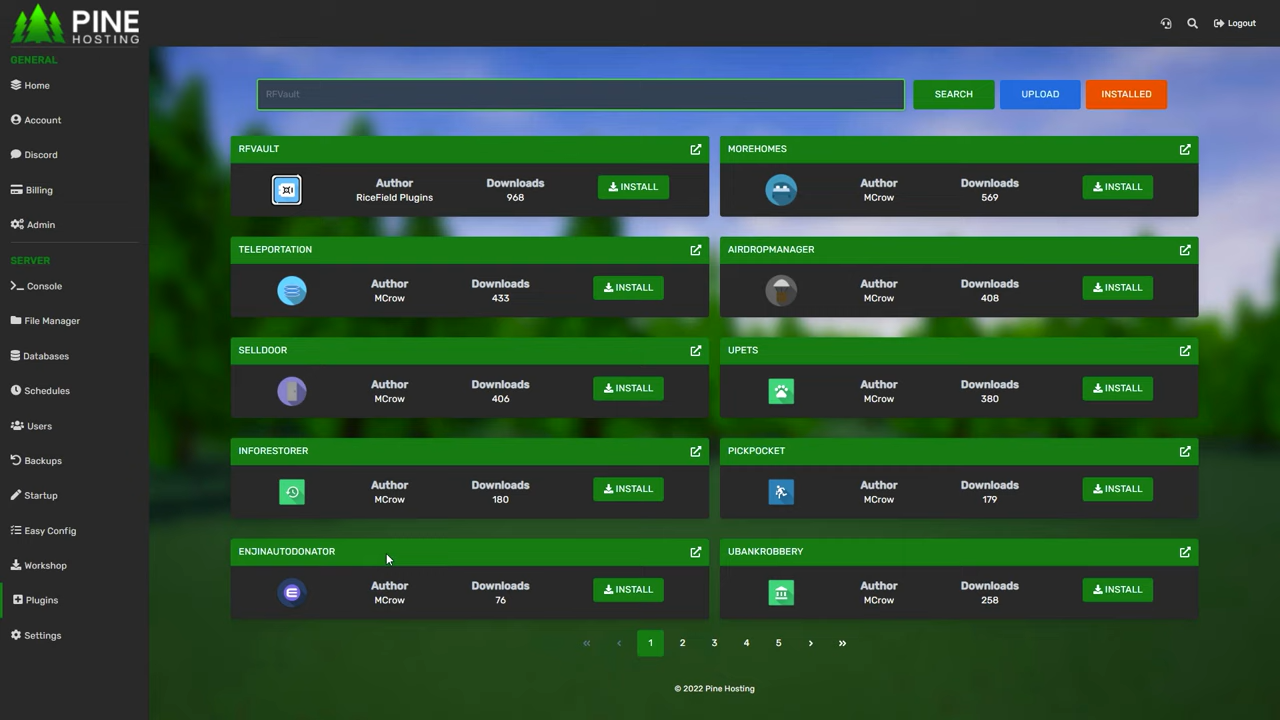 PINE
HOSTING
Logout
GENERAL
Home
Account
Discord
Billing
Admin
SERVER
Console
File Manager
Databases
Schedules
Users
Backups
Startup
Easy Config
Workshop
Plugins
Settings
RFVault
SEARCH
UPLOAD
INSTALLED
RFVAULT
Author
RiceField Plugins
Downloads
968
INSTALL
MOREHOMES
Author
MCrow
Downloads
569
INSTALL
TELEPORTATION
Author
MCrow
Downloads
433
INSTALL
AIRDROPMANAGER
Author
MCrow
Downloads
408
INSTALL
SELLDOOR
Author
MCrow
Downloads
406
INSTALL
UPETS
Author
MCrow
Downloads
380
INSTALL
INFORESTORER
Author
MCrow
Downloads
180
INSTALL
PICKPOCKET
Author
MCrow
Downloads
179
INSTALL
ENJINAUTODONATOR
Author
MCrow
Downloads
76
INSTALL
UBANKROBBERY
Author
MCrow
Downloads
258
INSTALL
« ‹ 1 2 3 4 5 › »
© 2022 Pine Hosting